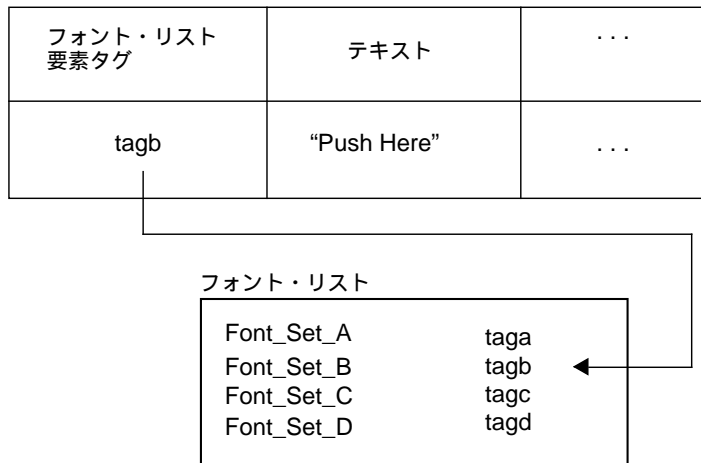 フォント・リスト
要素タグ
テキスト
. . .
tagb
“Push Here”
. . .
フォント・リスト
Font_Set_A taga
Font_Set_B tagb
Font_Set_C tagc
Font_Set_D tagd